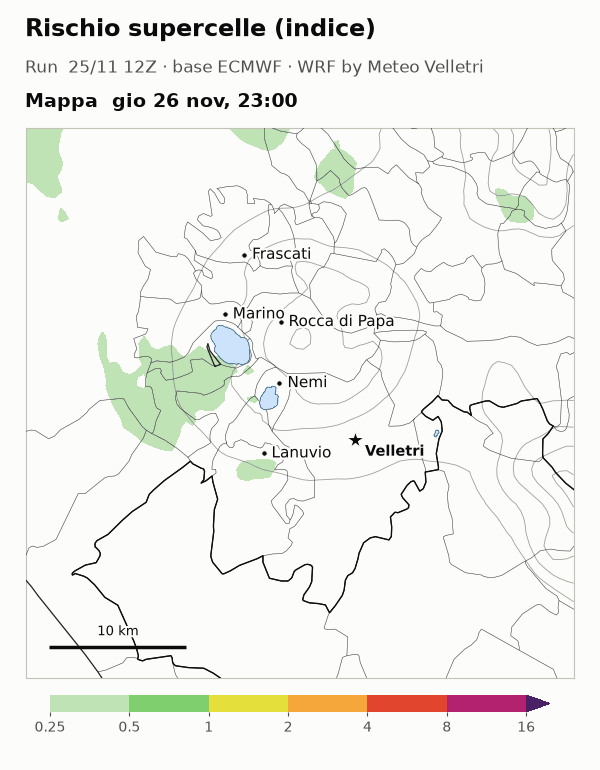 Rischio supercelle (indice)
Run  25/11 12Z · base ECMWF · WRF by Meteo Velletri
Mappa  gio 26 nov, 23:00
Frascati
Marino
Rocca di Papa
Nemi
Velletri
Lanuvio
10 km
0.25 0.5 1 2 4 8 16